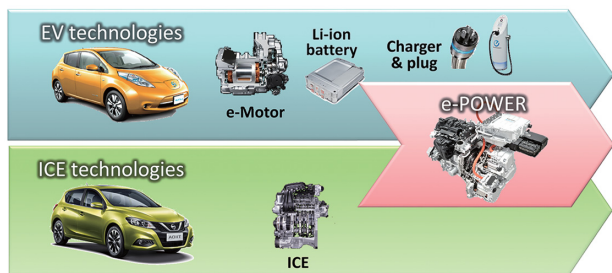 EV technologies
Li-ion
battery
Charger
& plug
e-Motor
e-POWER
ICE technologies
ICE